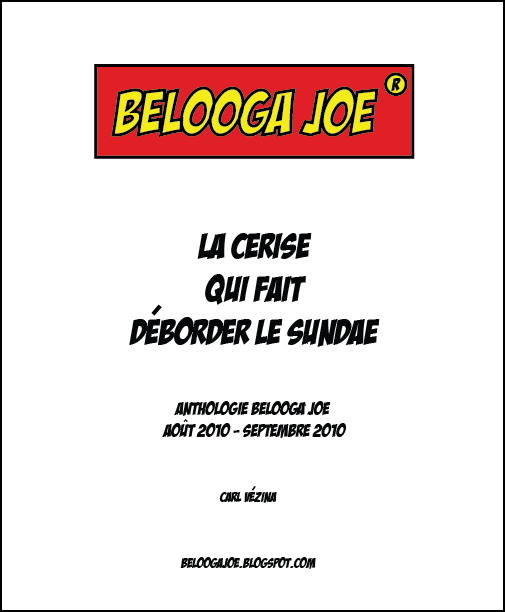 BELOOGA JOE ®
LA CERISE
QUI FAIT
DÉBORDER LE SUNDAE
ANTHOLOGIE BELOOGA JOE
AOÛT 2010 - SEPTEMBRE 2010
CARL VÉZINA
BELOOGAJOE.BLOGSPOT.COM